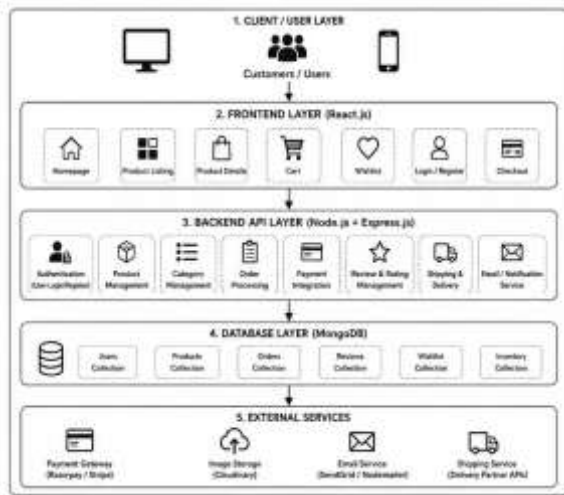 1. CLIENT / USER LAYER
Customers / Users
2. FRONTEND LAYER (React.js)
Homepage
Product Listing
Product Details
Cart
Wishlist
Login / Register
Checkout
3. BACKEND API LAYER (Node.js + Express.js)
Authentication
(User Login/Register)
Product
Management
Category
Management
Order
Processing
Payment
Integration
Review & Rating
Management
Shipping &
Delivery
Email / Notification
Service
4. DATABASE LAYER (MongoDB)
Users
Collection
Products
Collection
Orders
Collection
Reviews
Collection
Wishlist
Collection
Inventory
Collection
5. EXTERNAL SERVICES
Payment Gateway
(Razorpay / Stripe)
Image Storage
(Cloudinary)
Email Service
(SendGrid / Nodemailer)
Shipping Service
(Delivery Partner APIs)